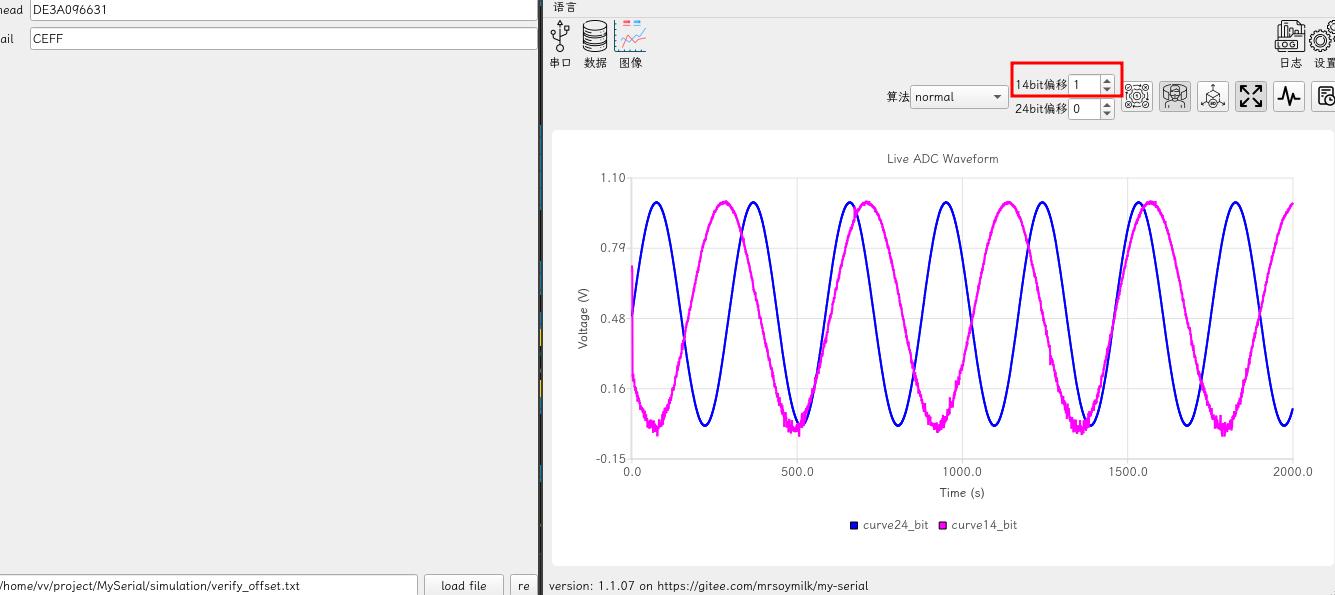 DE3A096631
ail CEFF
/home/vv/project/MySerial/simulation/verify_offset.txt load file re
语言
串口 数据 图像
日志 设置
算法 normal
14bit偏移 1
24bit偏移 0
Live ADC Waveform
1.10
0.79
0.48
0.16
-0.15
Voltage (V)
0.0 500.0 1000.0 1500.0 2000.0
Time (s)
curve24_bit curve14_bit
version: 1.1.07 on https://gitee.com/mrsoymilk/my-serial